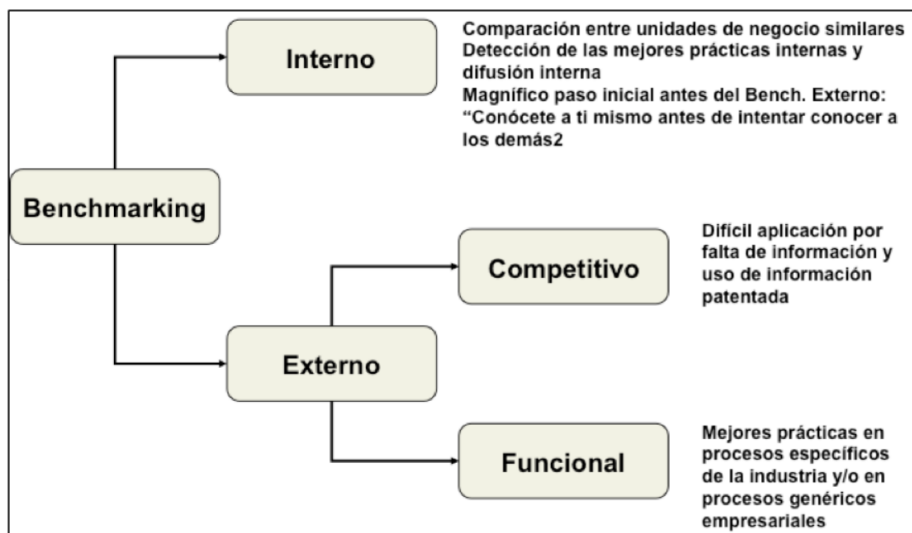 Interno
Comparación entre unidades de negocio similares
Detección de las mejores prácticas internas y
difusión interna
Magnífico paso inicial antes del Bench. Externo:
“Conócete a ti mismo antes de intentar conocer a
los demás2
Benchmarking
Competitivo
Difícil aplicación por
falta de información y
uso de información
patentada
Externo
Funcional
Mejores prácticas en
procesos específicos
de la industria y/o en
procesos genéricos
empresariales